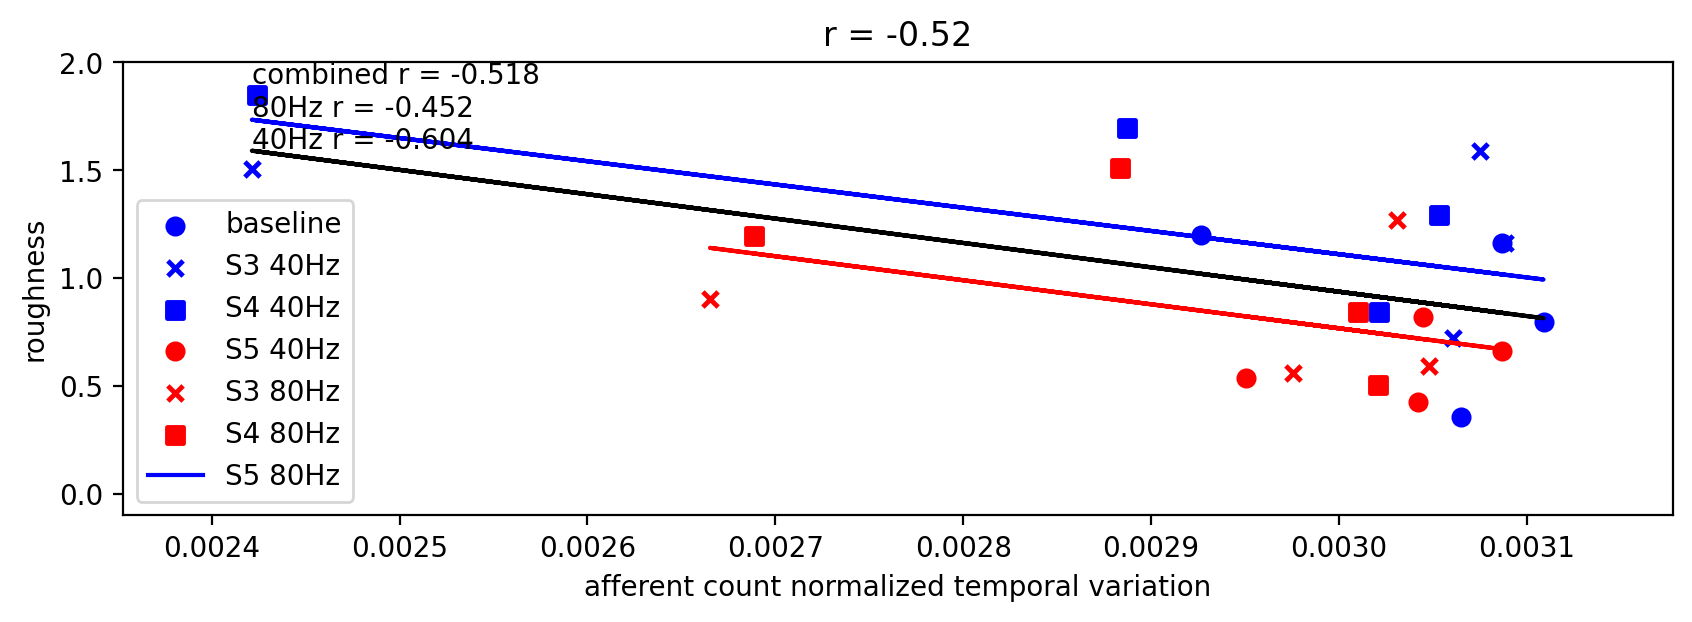 r = -0.52
combined r = -0.518
80Hz r = -0.452
40Hz r = -0.604
2.0
1.5
1.0
0.5
0.0
roughness
baseline
S3 40Hz
S4 40Hz
S5 40Hz
S3 80Hz
S4 80Hz
S5 80Hz
0.0024 0.0025 0.0026 0.0027 0.0028 0.0029 0.0030 0.0031
afferent count normalized temporal variation